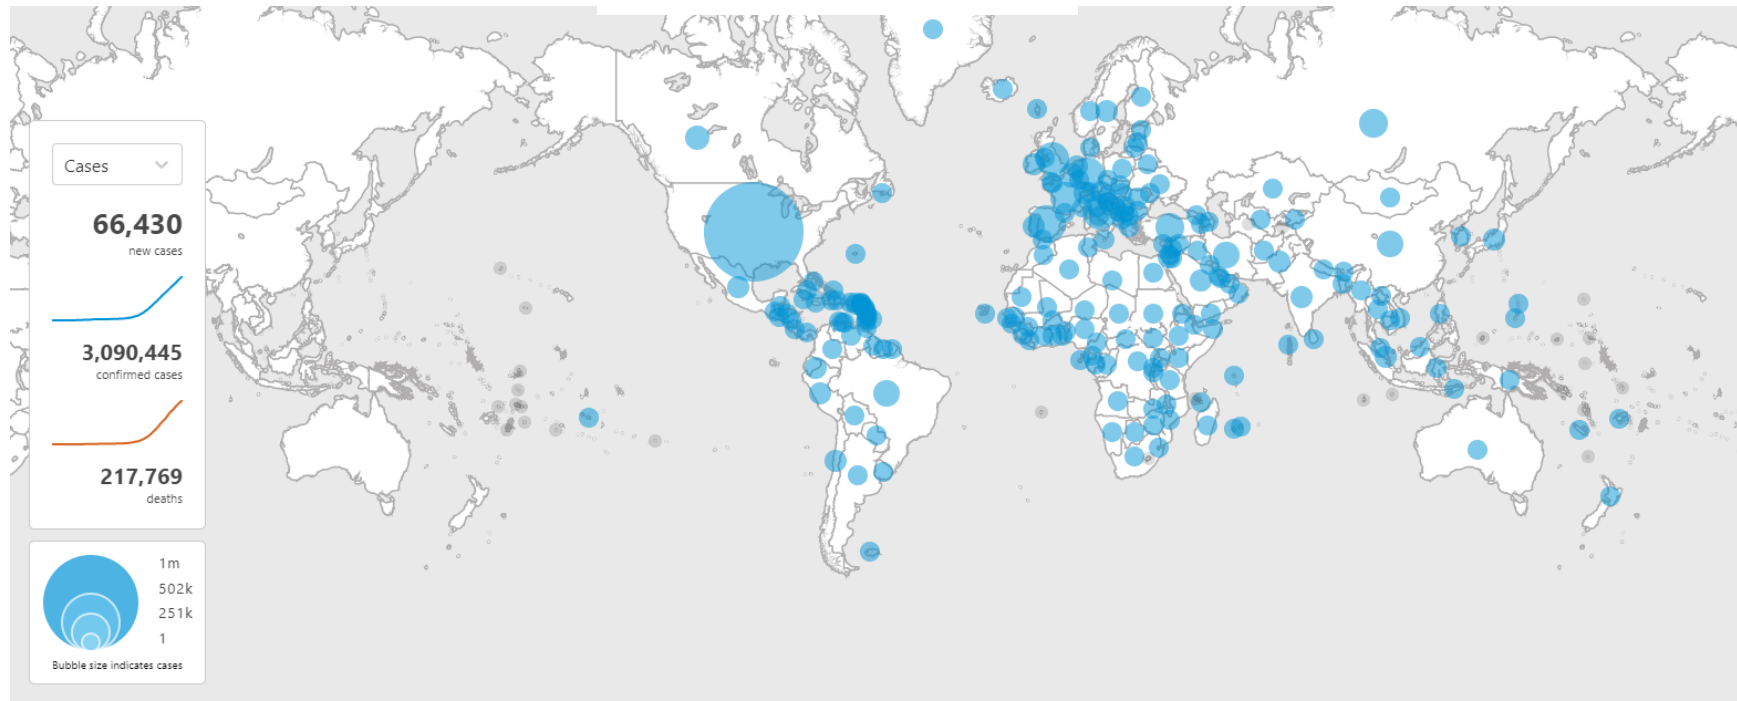 Cases
66,430
new cases
3,090,445
confirmed cases
217,769
deaths
1m
502k
251k
1
Bubble size indicates cases